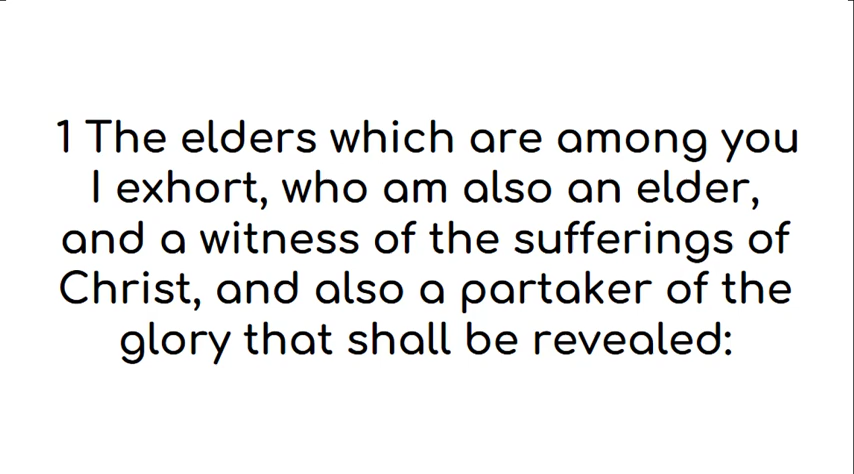 1 The elders which are among you
I exhort, who am also an elder,
and a witness of the sufferings of
Christ, and also a partaker of the
glory that shall be revealed: